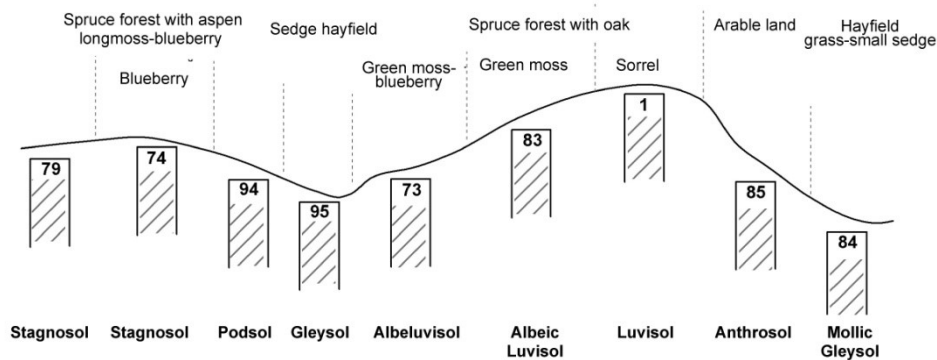 Spruce forest with aspen
longmoss-blueberry
Blueberry
Sedge hayfield
Green moss-
blueberry
Spruce forest with oak
Green moss
Sorrel
Arable land
Hayfield
grass-small sedge
79
74
94
95
73
83
1
85
84
Stagnosol
Stagnosol
Podsol
Gleysol
Albeluvisol
Albeic
Luvisol
Luvisol
Anthrosol
Mollic
Gleysol